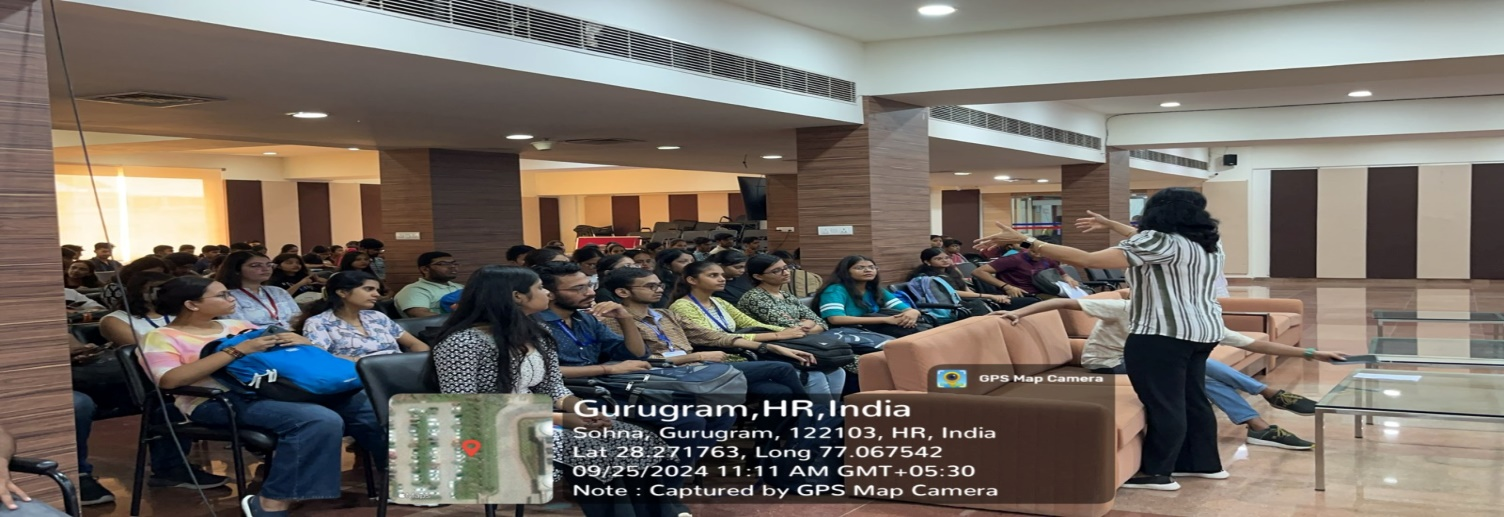 GPS Map Camera
Gurugram,HR,India
Sohna, Gurugram, 122103, HR, India
Lat 28.271763, Long 77.067542
09/25/2024 11:11 AM GMT+05:30
Note : Captured by GPS Map Camera